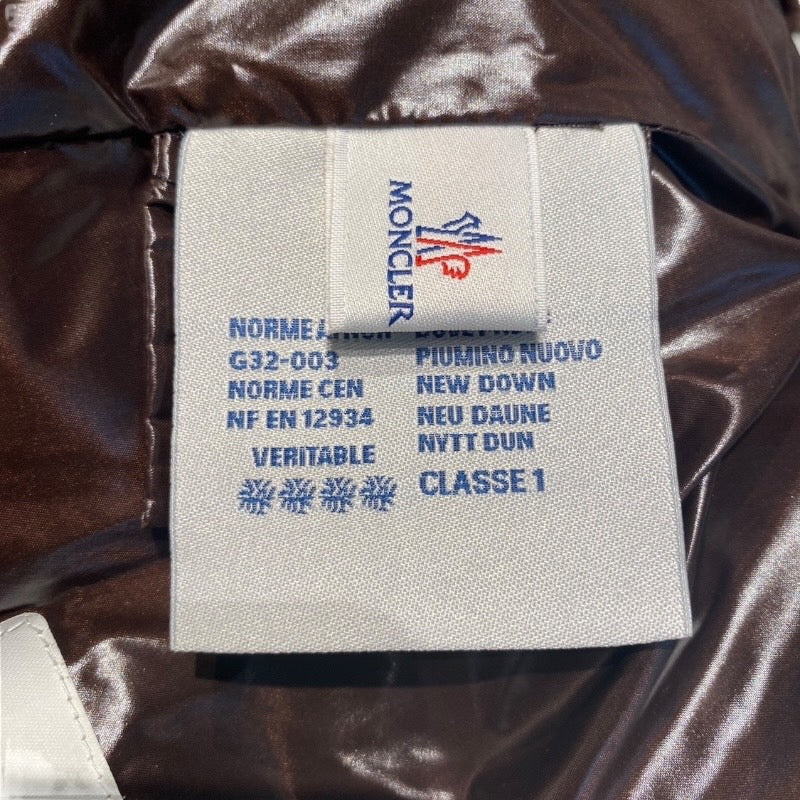 MONCLER
NORME
G32-003
NORME CEN
NF EN 12934
VERITABLE
PIUMINO NUOVO
NEW DOWN
NEU DAUNE
NYTT DUN
CLASSE 1